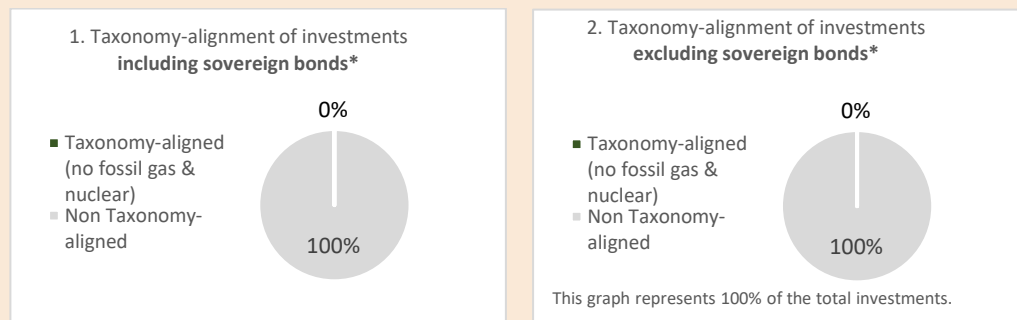 1. Taxonomy-alignment of investments
including sovereign bonds*
0%
Taxonomy-aligned
(no fossil gas &
nuclear)
Non Taxonomy-
aligned
100%
2. Taxonomy-alignment of investments
excluding sovereign bonds*
0%
Taxonomy-aligned
(no fossil gas &
nuclear)
Non Taxonomy-
aligned
100%
This graph represents 100% of the total investments.